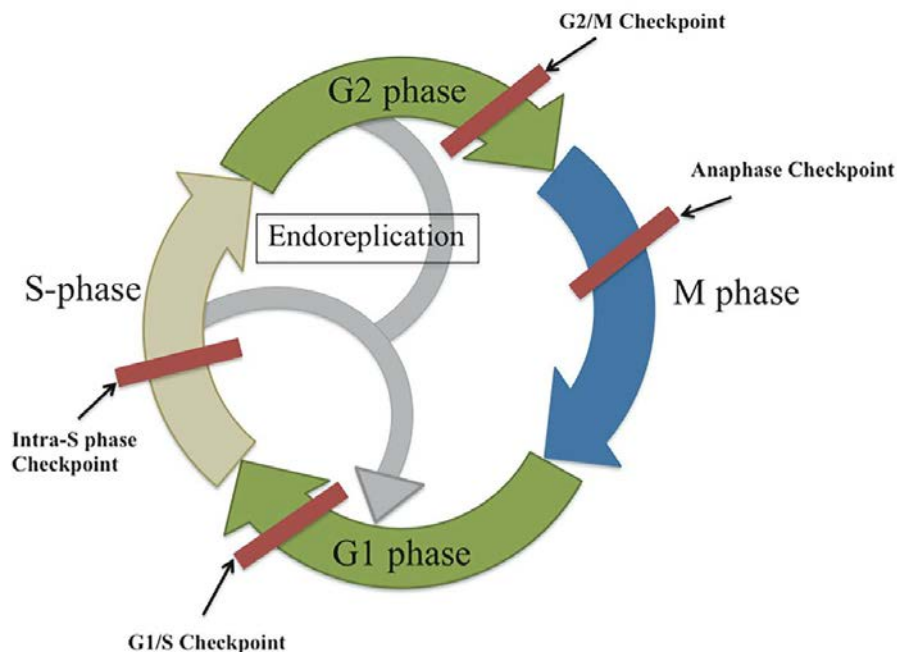 G2/M Checkpoint
G2 phase
Anaphase Checkpoint
Endoreplication
S-phase
M phase
Intra-S phase
Checkpoint
G1 phase
G1/S Checkpoint